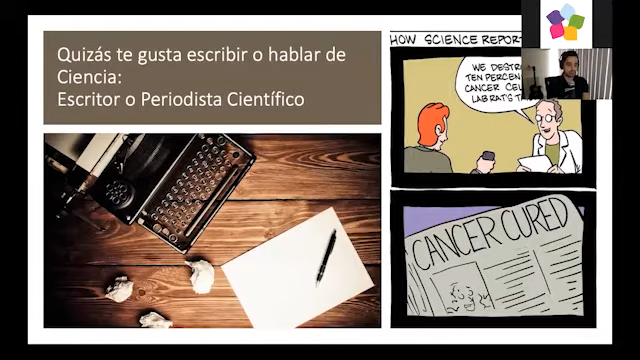 Quizás te gusta escribir o hablar de
Ciencia:
Escritor o Periodista Científico
HOW SCIENCE REPORT
WE DESTR
TEN PERCEN
CANCER CEL
LAB RAT'S T
CANCER CURED